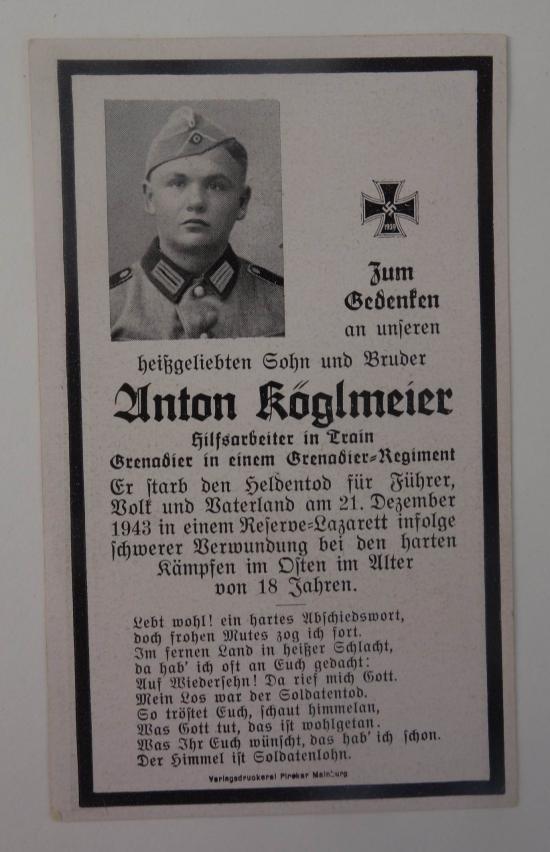 1939
Zum
Gedenken
an unseren
heißgeliebten Sohn und Bruder
Anton Köglmeier
Hilfsarbeiter in Train
Grenadier in einem Grenadier=Regiment
Er starb den Heldentod für Führer,
Volk und Vaterland am 21. Dezember
1943 in einem Reserve=Lazarett infolge
schwerer Verwundung bei den harten
Kämpfen im Osten im Alter
von 18 Jahren.
Lebt wohl! ein hartes Abschiedswort,
doch frohen Mutes zog ich fort.
Im fernen Land in heißer Schlacht,
da hab' ich oft an Euch gedacht:
Auf Wiedersehn! Da rief mich Gott.
Mein Los war der Soldatentod.
So tröstet Euch, schaut himmelan,
Was Gott tut, das ist wohlgetan.
Was Ihr Euch wünscht, das hab' ich schon.
Der Himmel ist Soldatenlohn.
Verlagsdruckerei Pinsker Mainburg